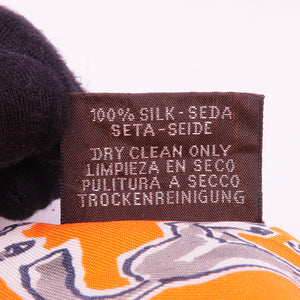 100% SILK-SEDA
SETA-SEIDE
DRY CLEAN ONLY
LIMPIEZA EN SECO
PULITURA A SECCO
TROCKENREINIGUNG